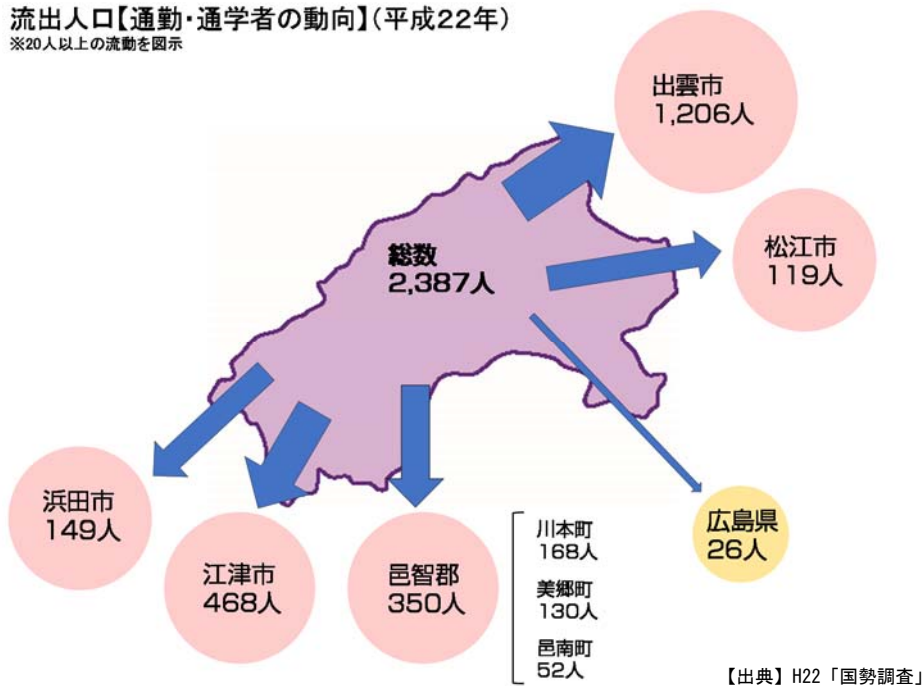 流出人口【通勤・通学者の動向】(平成22年)
※20人以上の流動を図示
出雲市
1,206人
松江市
119人
総数
2,387人
浜田市
149人
江津市
468人
邑智郡
350人
川本町
168人
美郷町
130人
邑南町
52人
広島県
26人
【出典】H22「国勢調査」